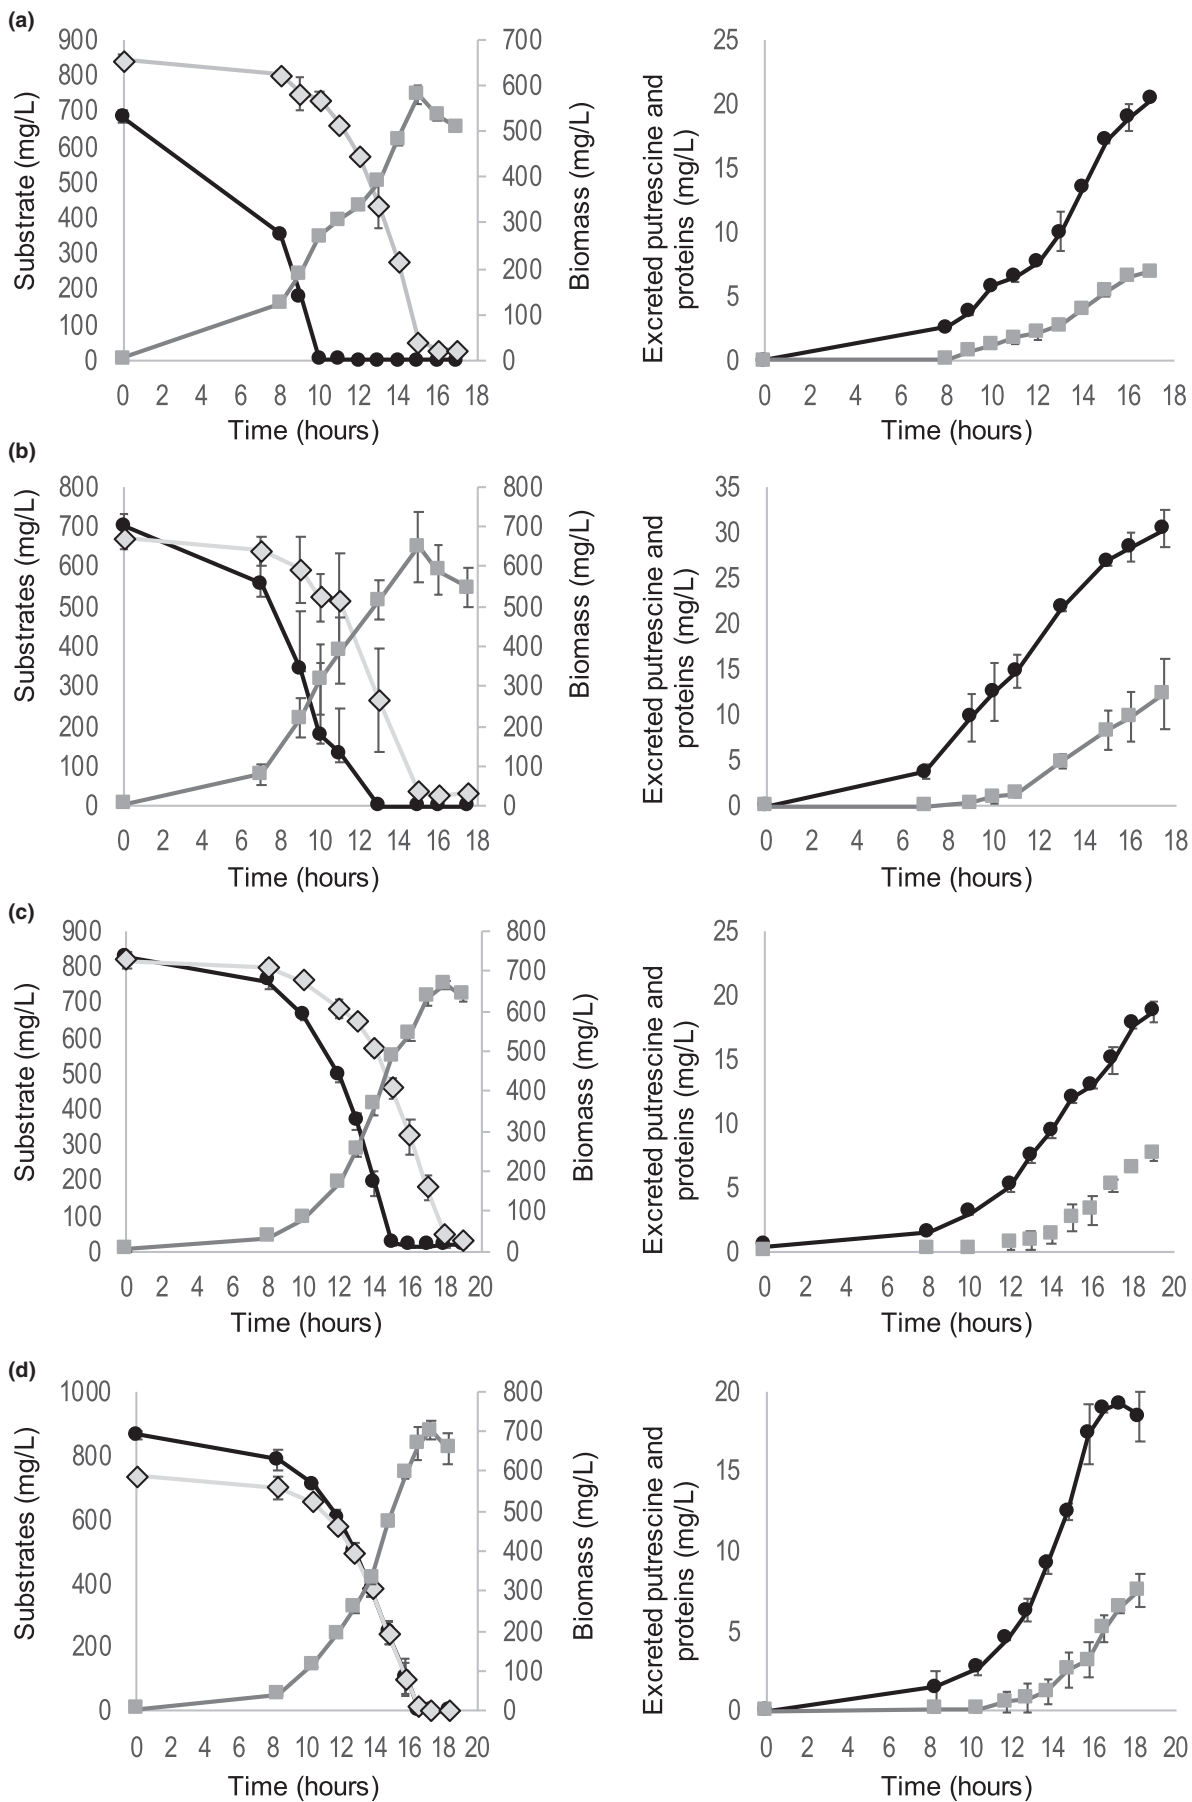 (a)
900
800
700
600
500
400
300
200
100
0
Substrate (mg/L)
700
600
500
400
300
200
100
0
Biomass (mg/L)
0 2 4 6 8 10 12 14 16 18
Time (hours)
25
20
15
10
5
0
Excreted putrescine and
proteins (mg/L)
0 2 4 6 8 10 12 14 16 18
Time (hours)
(b)
800
700
600
500
400
300
200
100
0
Substrates (mg/L)
800
700
600
500
400
300
200
100
0
Biomass (mg/L)
0 2 4 6 8 10 12 14 16 18
Time (hours)
35
30
25
20
15
10
5
0
Excreted putrescine and
proteins (mg/L)
0 2 4 6 8 10 12 14 16 18
Time (hours)
(c)
900
800
700
600
500
400
300
200
100
0
Substrate (mg/L)
800
700
600
500
400
300
200
100
0
Biomass (mg/L)
0 2 4 6 8 10 12 14 16 18 20
Time (hours)
25
20
15
10
5
0
Excreted putrescine and
proteins (mg/L)
0 2 4 6 8 10 12 14 16 18 20
Time (hours)
(d)
1000
800
600
400
200
0
Substrates (mg/L)
800
700
600
500
400
300
200
100
0
Biomass (mg/L)
0 2 4 6 8 10 12 14 16 18 20
Time (hours)
20
15
10
5
0
Excreted putrescine and
proteins (mg/L)
0 2 4 6 8 10 12 14 16 18 20
Time (hours)